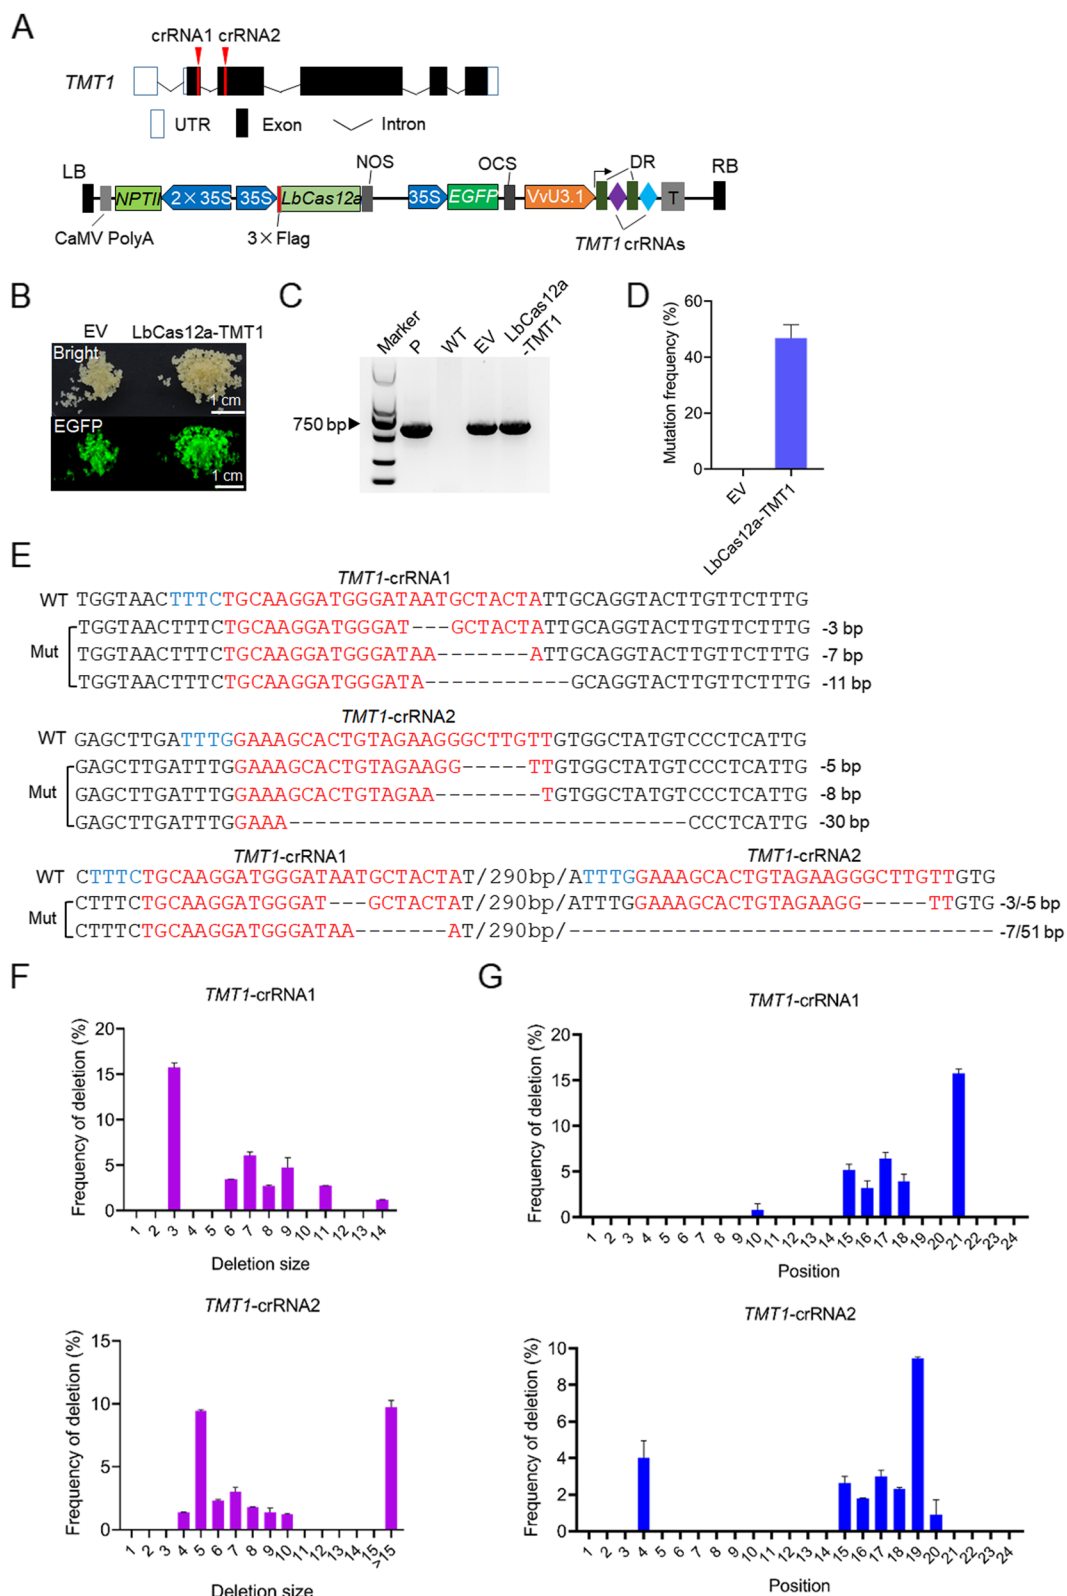 A
crRNA1 crRNA2
TMT1
UTR Exon Intron
LB NOS OCS DR RB
NPTII 2×35S 35S LbCas12a 35S EGFP VvU3.1 T
CaMV PolyA 3×Flag TMT1 crRNAs
B
EV LbCas12a-TMT1
Bright
1 cm
EGFP
1 cm
C
Marker P WT EV LbCas12a
-TMT1
750 bp
D
Mutation frequency (%)
60
40
20
0
EV LbCas12a-TMT1
E
TMT1-crRNA1
WT TGGTAACTTTCTGCAAGGATGGGATAATGCTACTATTGCAGGTACTTGTTCTTTG
Mut
TGGTAACTTTCTGCAAGGATGGGAT---GCTACTATTGCAGGTACTTGTTCTTTG -3 bp
TGGTAACTTTCTGCAAGGATGGGATAA-------ATTGCAGGTACTTGTTCTTTG -7 bp
TGGTAACTTTCTGCAAGGATGGGATA-----------GCAGGTACTTGTTCTTTG -11 bp
TMT1-crRNA2
WT GAGCTTGATTTGGAAAGCACTGTAGAAGGGCTTGTTGTGGCTATGTCCCTCATTG
Mut
GAGCTTGATTTGGAAAGCACTGTAGAAGG-----TTGTGGCTATGTCCCTCATTG -5 bp
GAGCTTGATTTGGAAAGCACTGTAGAA--------TGTGGCTATGTCCCTCATTG -8 bp
GAGCTTGATTTGGAAA------------------------------CCCTCATTG -30 bp
TMT1-crRNA1 TMT1-crRNA2
WT CTTTCTGCAAGGATGGGATAATGCTACTAT/290bp/ATTTGGAAAGCACTGTAGAAGGGCTTGTTGTG
Mut
CTTTCTGCAAGGATGGGAT---GCTACTAT/290bp/ATTTGGAAAGCACTGTAGAAGG-----TTGTG -3/-5 bp
CTTTCTGCAAGGATGGGATAA-------AT/290bp/-------------------------------- -7/51 bp
F
TMT1-crRNA1
Frequency of deletion (%)
20
15
10
5
0
1 2 3 4 5 6 7 8 9 10 11 12 13 14
Deletion size
TMT1-crRNA2
Frequency of deletion (%)
15
10
5
0
1 2 3 4 5 6 7 8 9 10 11 12 13 14 15 >15
Deletion size
G
TMT1-crRNA1
Frequency of deletion (%)
20
15
10
5
0
1 2 3 4 5 6 7 8 9 10 11 12 13 14 15 16 17 18 19 20 21 22 23 24
Position
TMT1-crRNA2
Frequency of deletion (%)
10
8
6
4
2
0
1 2 3 4 5 6 7 8 9 10 11 12 13 14 15 16 17 18 19 20 21 22 23 24
Position